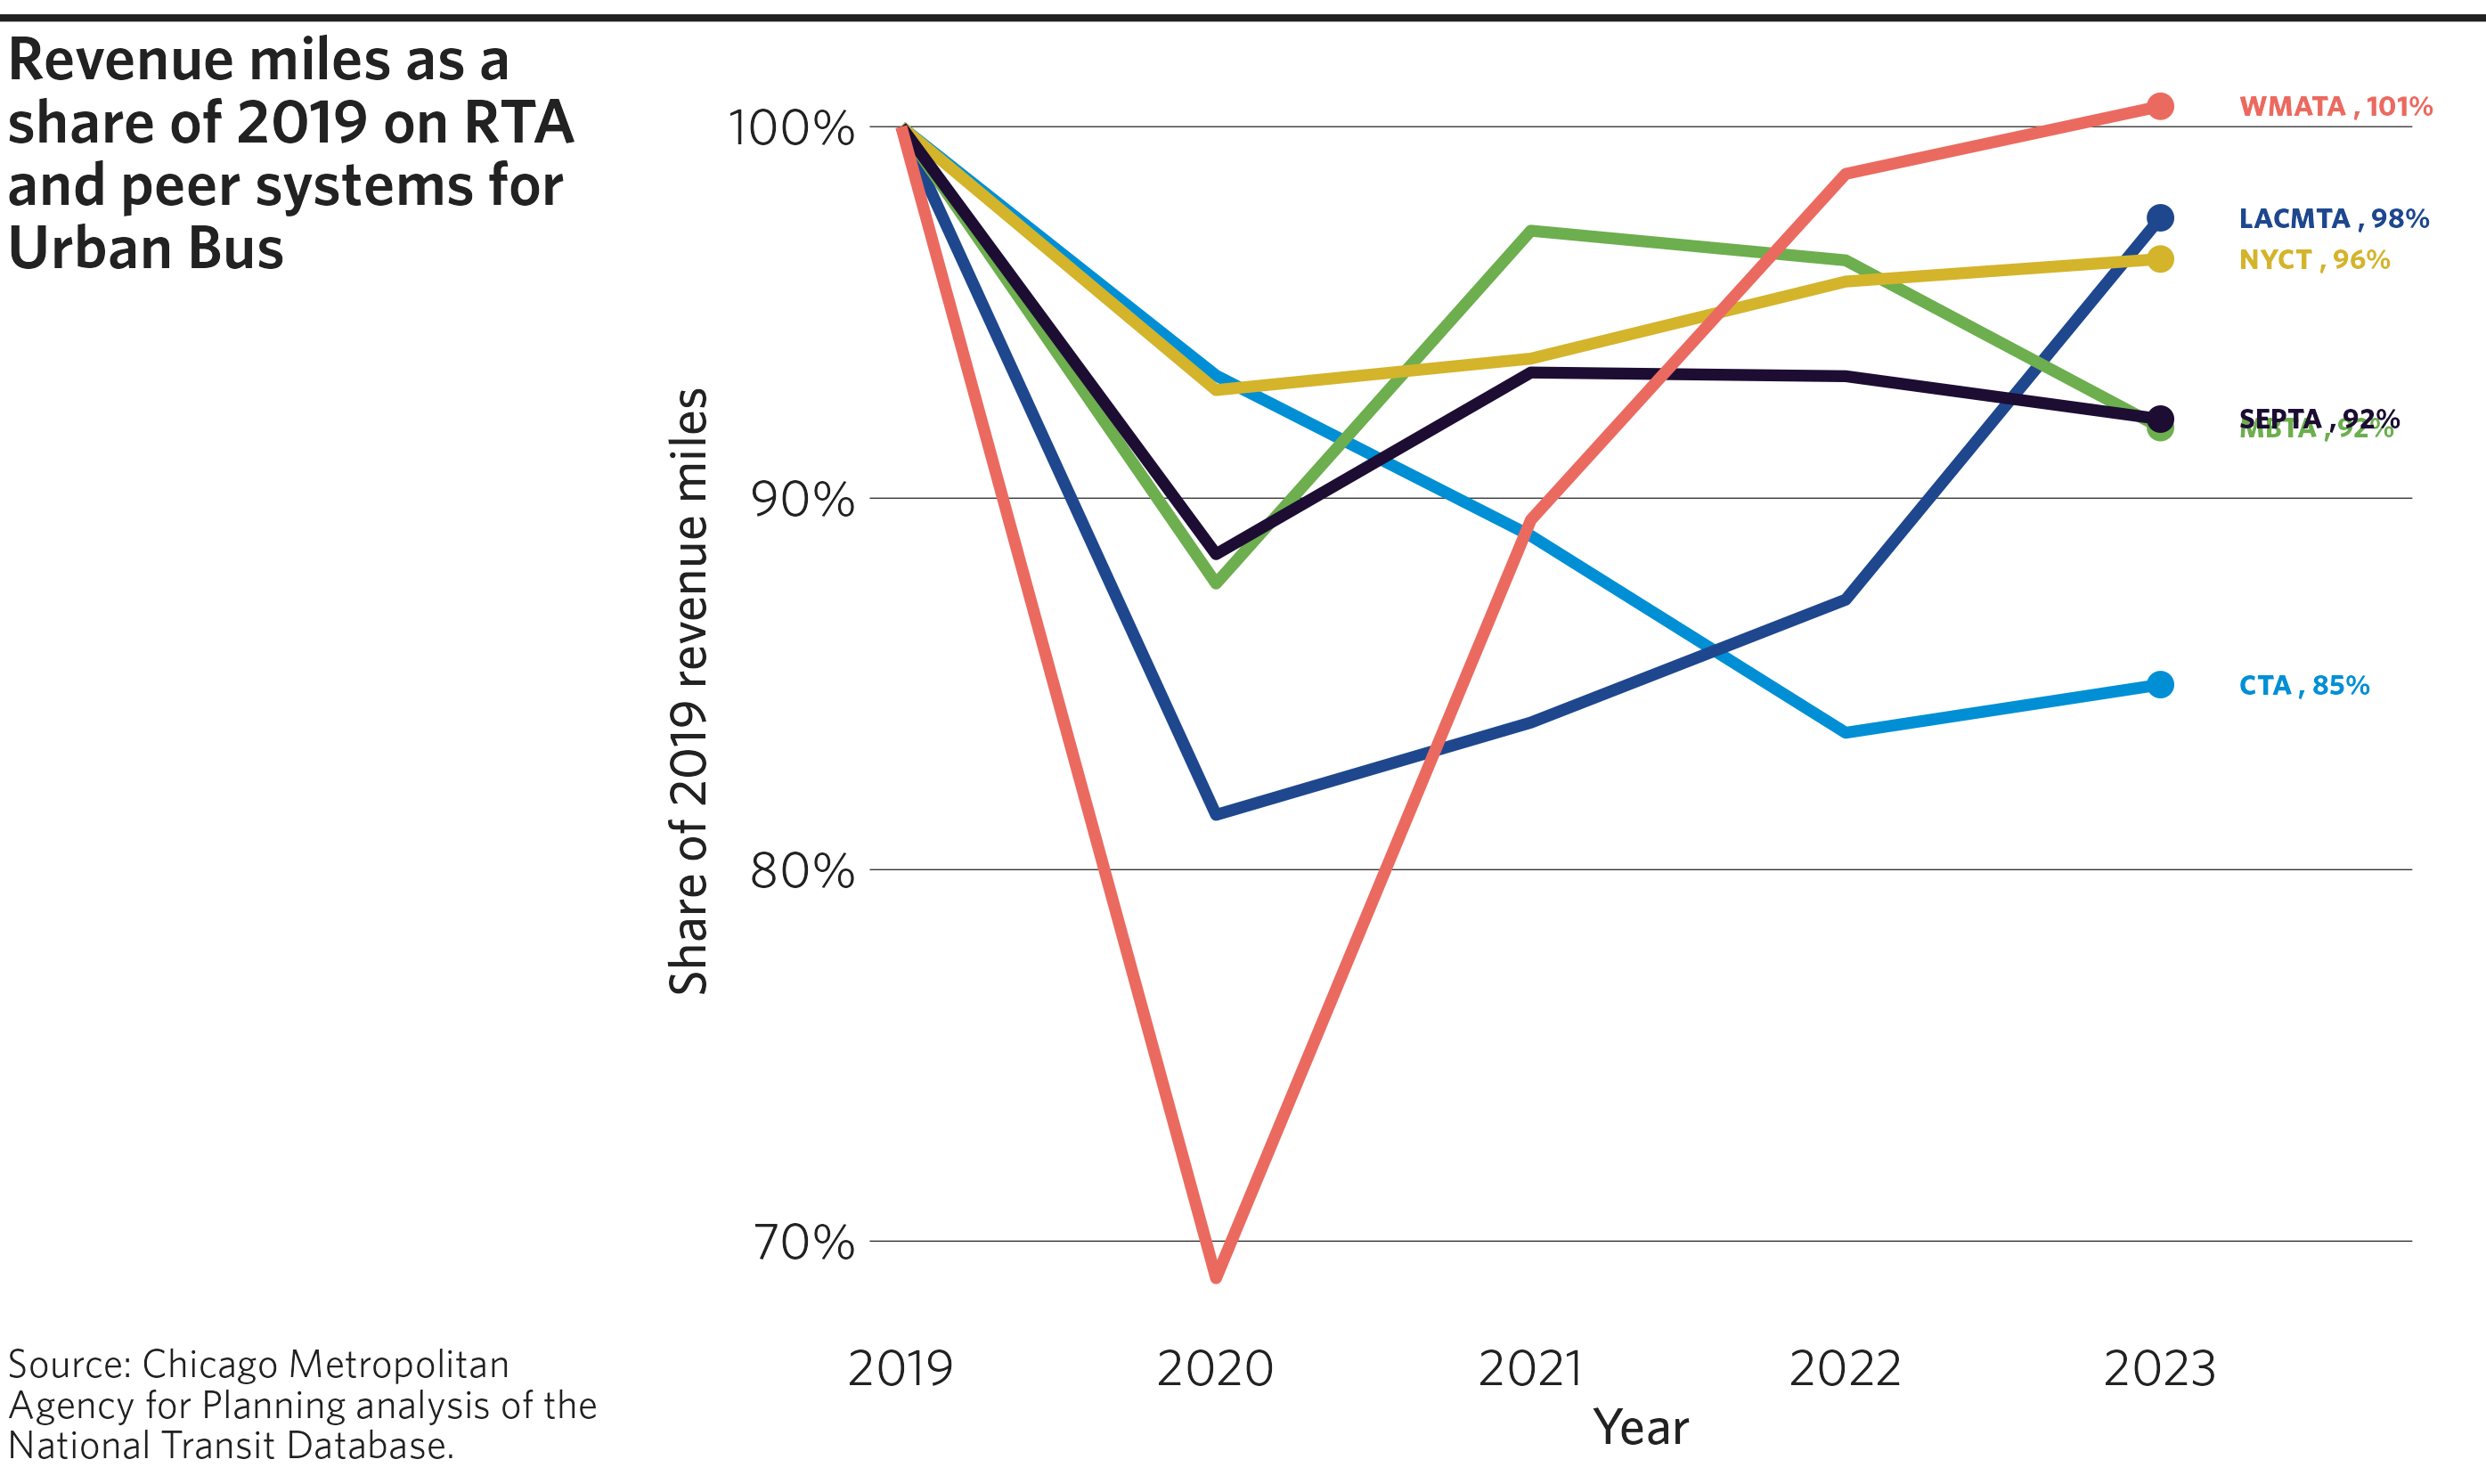 Revenue miles as a
share of 2019 on RTA
and peer systems for
Urban Bus
Share of 2019 revenue miles
100%
90%
80%
70%
WMATA , 101%
LACMTA , 98%
NYCT , 96%
SEPTA , 92%
MBTA , 92%
CTA , 85%
2019
2020
2021
2022
2023
Year
Source: Chicago Metropolitan
Agency for Planning analysis of the
National Transit Database.